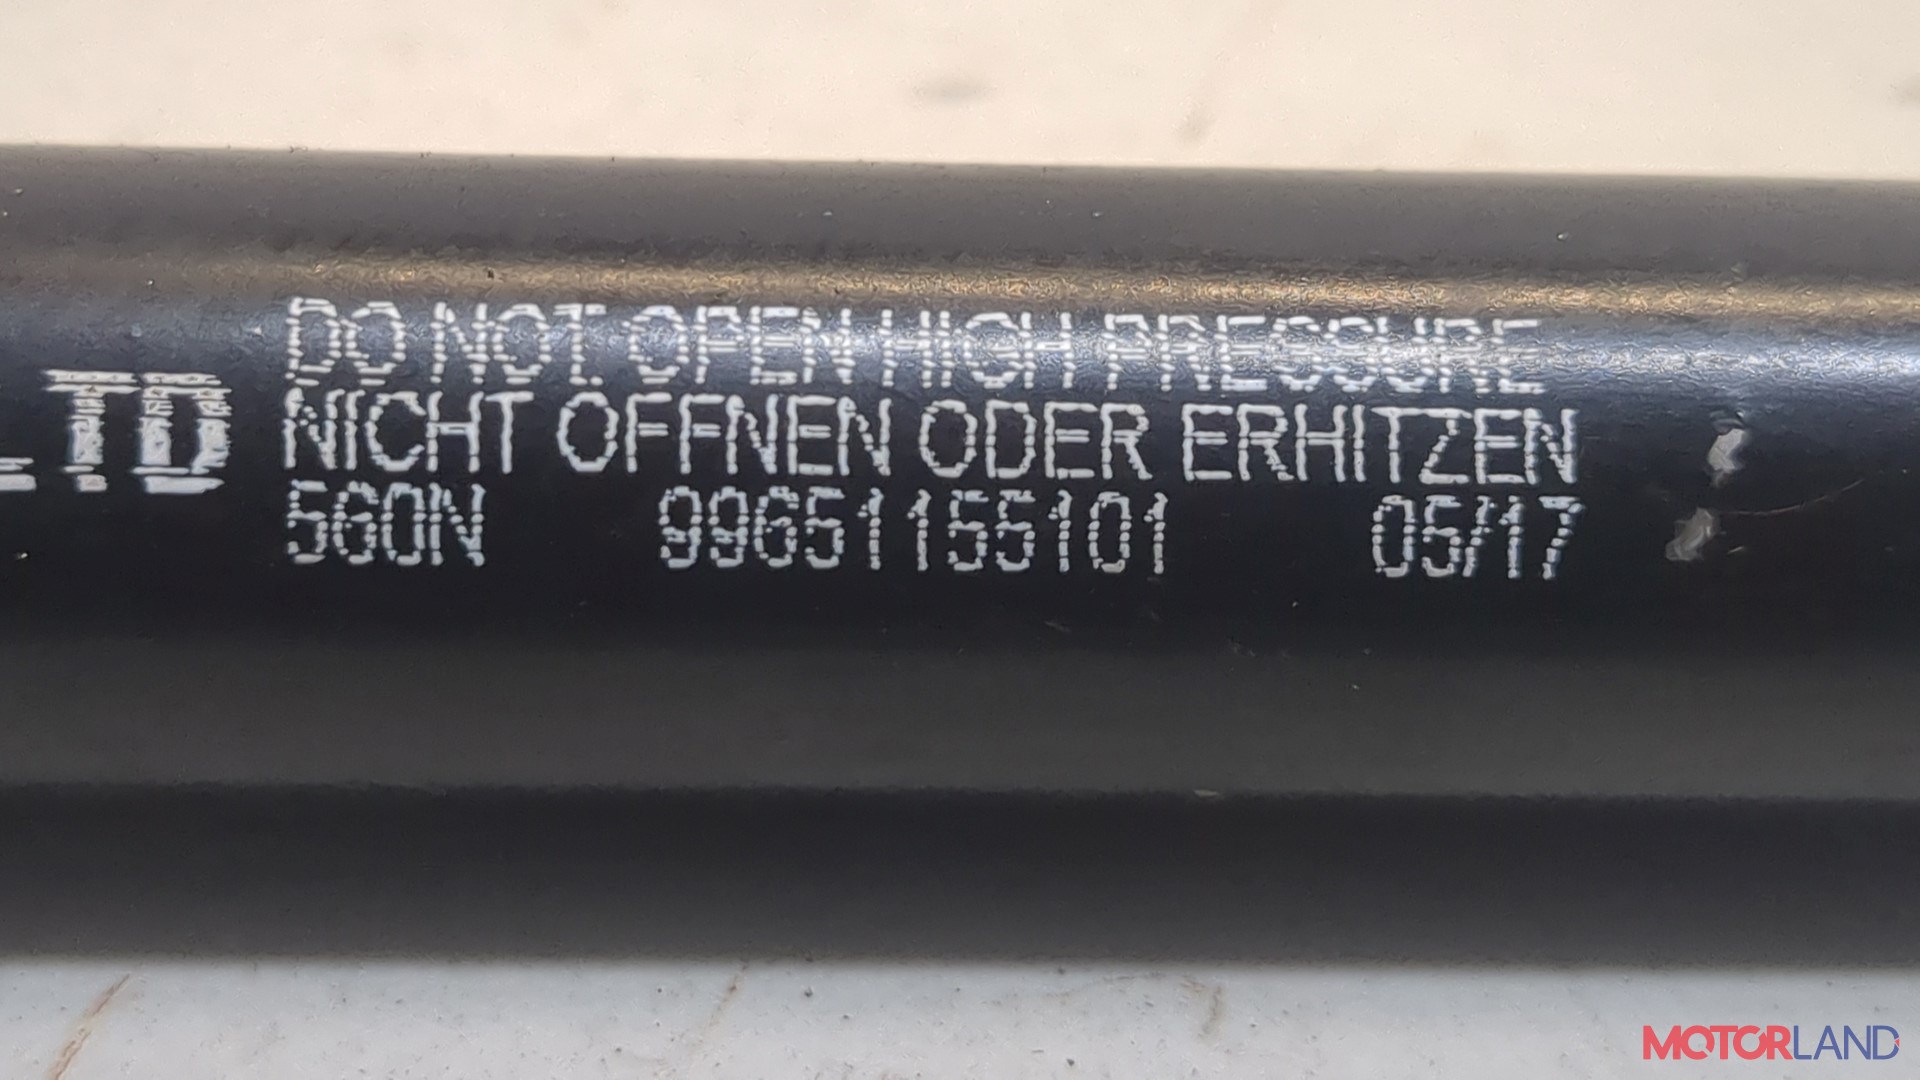 LTD
DO NOT OPEN HIGH PRESSURE
NICHT OFFNEN ODER ERHITZEN
560N 99651155101 05/17
MOTORLAND